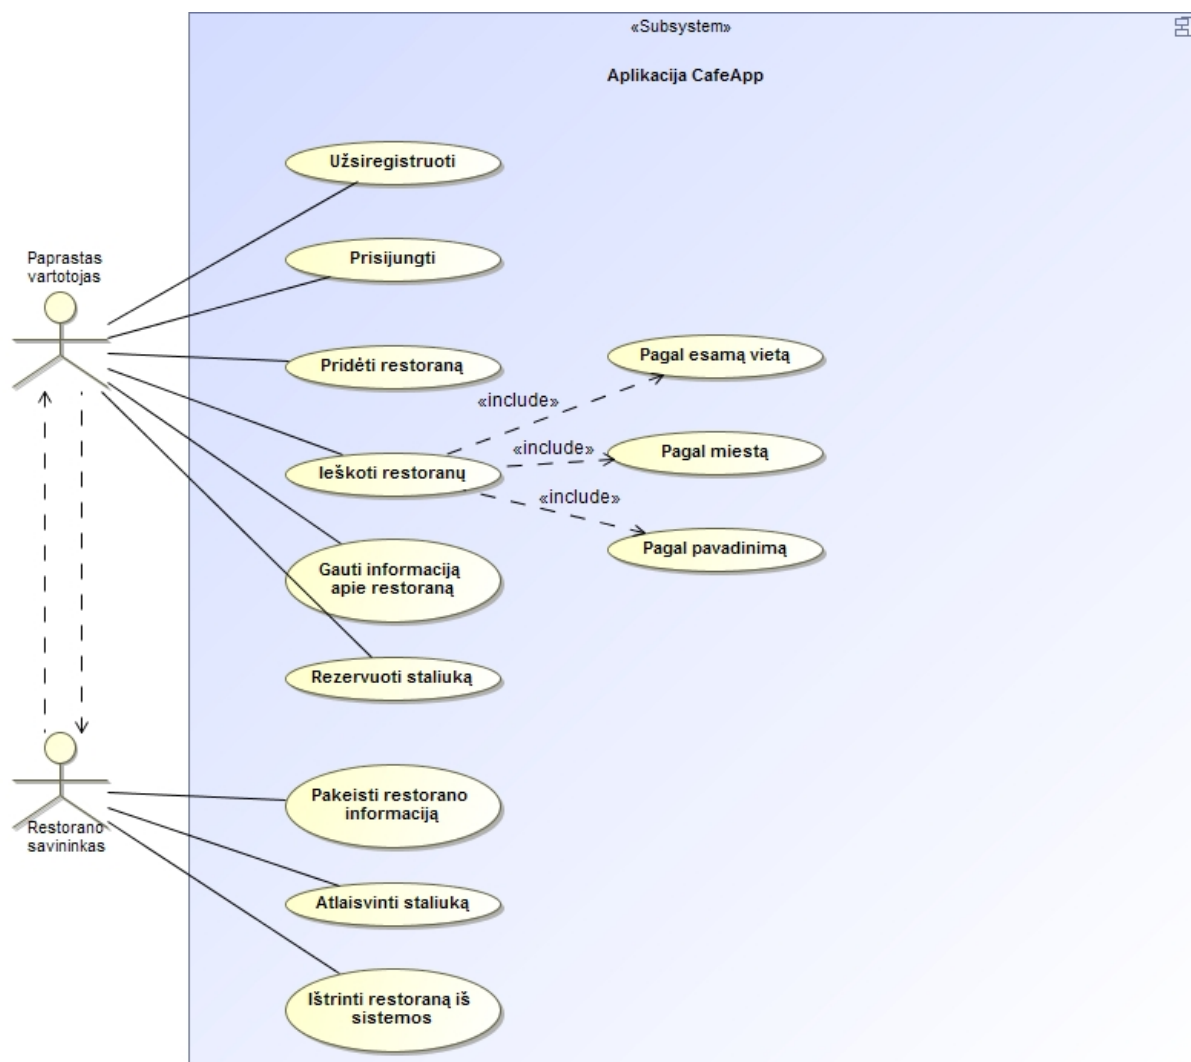 «Subsystem»
Aplikacija CafeApp
Užsiregistruoti
Prisijungti
Paprastas
vartotojas
Pridėti restoraną
Pagal esamą vietą
«include»
Ieškoti restoranų
«include»
Pagal miestą
«include»
Pagal pavadinimą
Gauti informaciją
apie restoraną
Rezervuoti staliuką
Pakeisti restorano
informaciją
Restorano
savininkas
Atlaisvinti staliuką
Ištrinti restoraną iš
sistemos